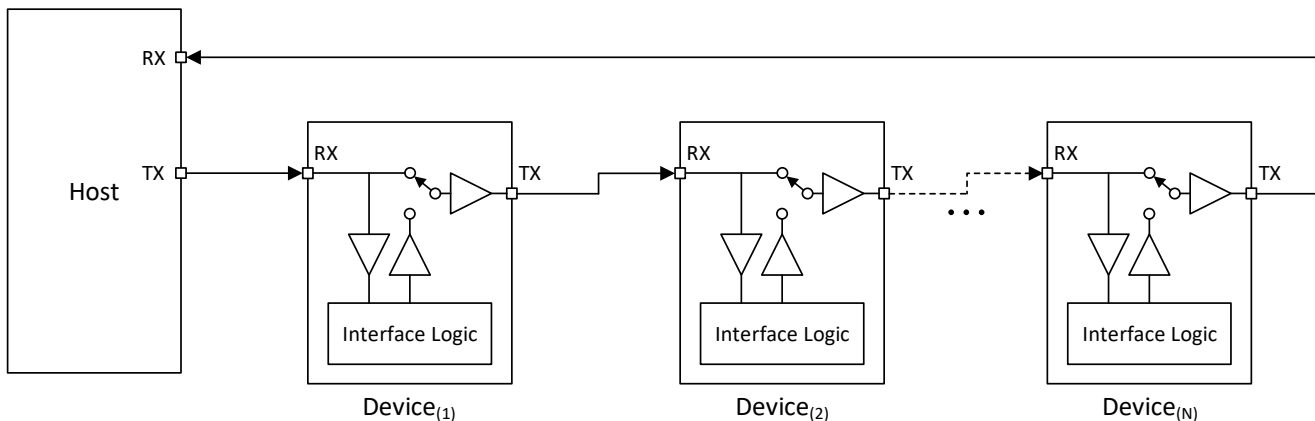 RX
TX
Host
RX
TX
Interface Logic
Device(1)
RX
TX
Interface Logic
Device(2)
...
RX
TX
Interface Logic
Device(N)